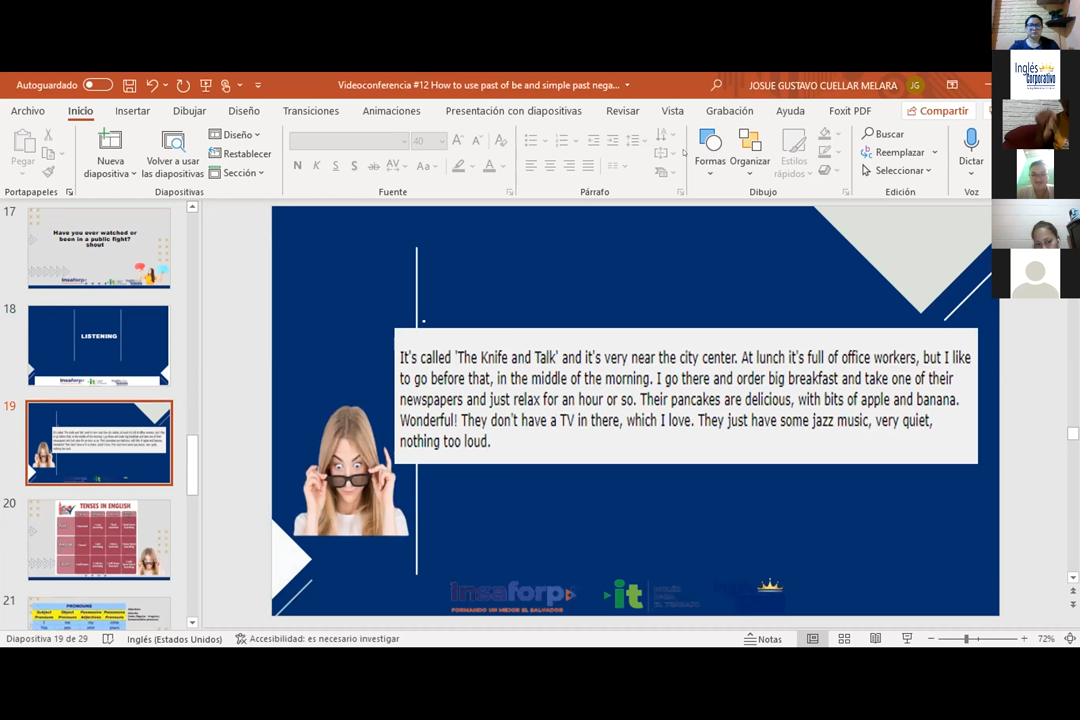 Autoguardado
Videoconferencia #12 How to use past of be and simple past nega...
JOSUE GUSTAVO CUELLAR MELARA
JG
Archivo
Inicio
Insertar
Dibujar
Diseño
Transiciones
Animaciones
Presentación con diapositivas
Revisar
Vista
Grabación
Ayuda
Foxit PDF
Compartir
Pegar
Nueva
diapositiva
Volver a usar
las diapositivas
Diseño
Restablecer
Sección
40
Formas
Organizar
Estilos
rápidos
Buscar
Reemplazar
Seleccionar
Dictar
Portapapeles
Diapositivas
Fuente
Párrafo
Dibujo
Edición
Voz
Inglés
corporativo
17
Have you ever watched or
been in a public fight?
shout
18
LISTENING
19
20
TENSES IN ENGLISH
21
PRONOUNS
It's called 'The Knife and Talk' and it's very near the city center. At lunch it's full of office workers, but I like
to go before that, in the middle of the morning. I go there and order big breakfast and take one of their
newspapers and just relax for an hour or so. Their pancakes are delicious, with bits of apple and banana.
Wonderful! They don't have a TV in there, which I love. They just have some jazz music, very quiet,
nothing too loud.
insaforp
FORMANDO UN MEJOR EL SALVADOR
it
INGLÉS
PARA
EL TRABAJO
Diapositiva 19 de 29
Inglés (Estados Unidos)
Accesibilidad: es necesario investigar
Notas
72%